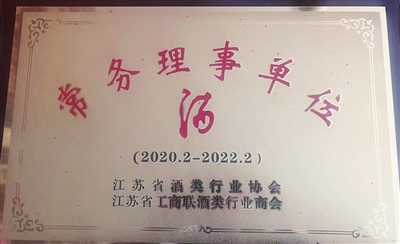 常务理事单位
酒
(2020.2-2022.2)
江苏省酒类行业协会
江苏省工商联酒类行业商会